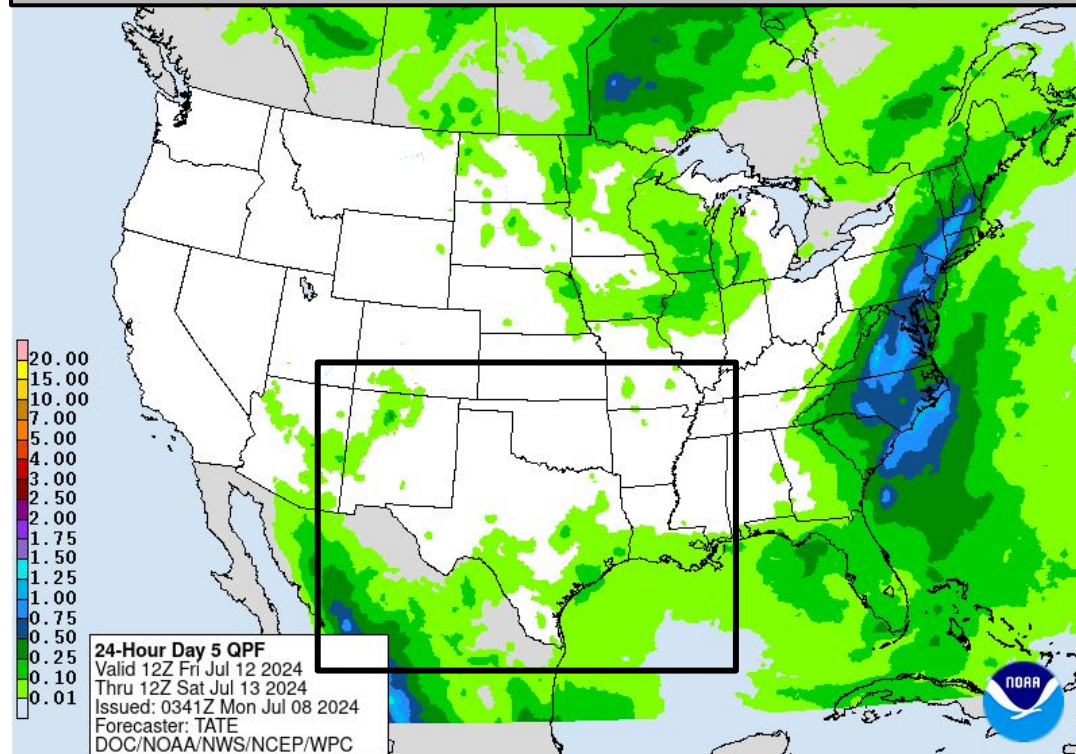 20.00
15.00
10.00
7.00
5.00
4.00
3.00
2.50
2.00
1.75
1.50
1.25
1.00
0.75
0.50
0.25
0.10
0.01
24-Hour Day 5 QPF
Valid 12Z Fri Jul 12 2024
Thru 12Z Sat Jul 13 2024
Issued: 0341Z Mon Jul 08 2024
Forecaster: TATE
DOC/NOAA/NWS/NCEP/WPC
NOAA